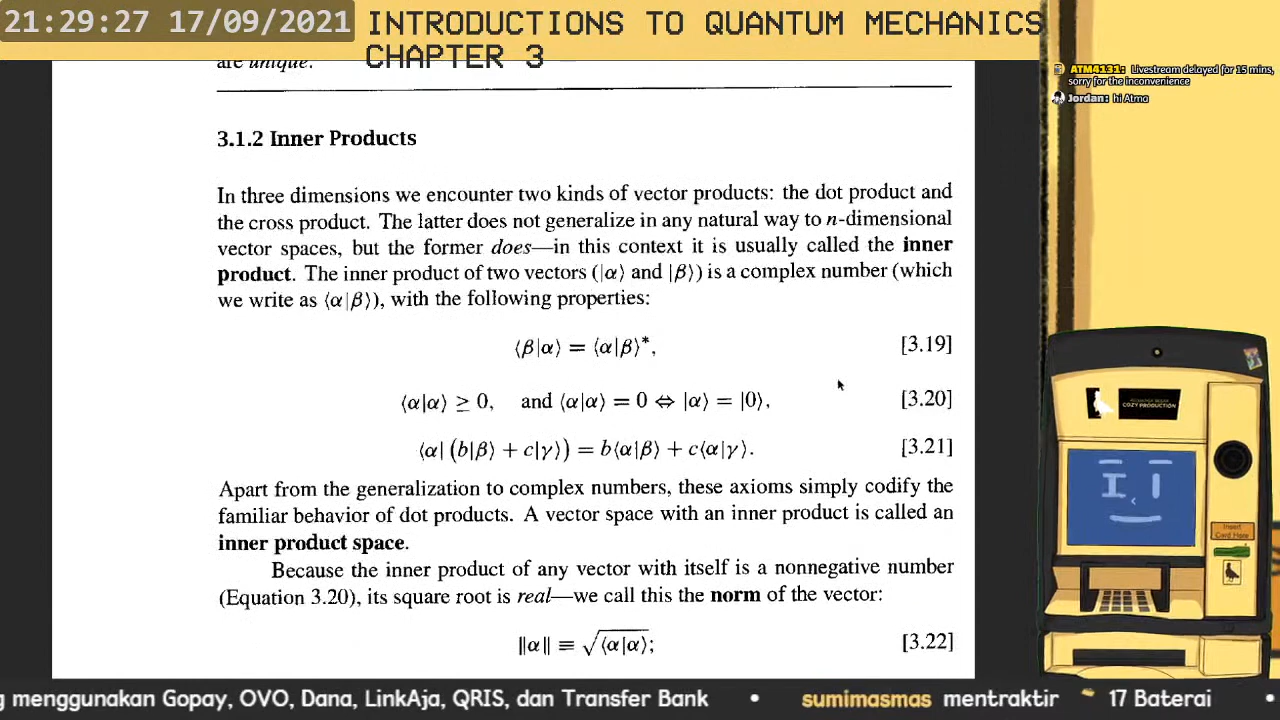 21:29:27 17/09/2021
INTRODUCTIONS TO QUANTUM MECHANICS
CHAPTER 3
are unique.
ATM4131: Livestream delayed for 15 mins,
sorry for the inconvenience
Jordan: hi Atma
3.1.2 Inner Products
In three dimensions we encounter two kinds of vector products: the dot product and
the cross product. The latter does not generalize in any natural way to n-dimensional
vector spaces, but the former does—in this context it is usually called the inner
product. The inner product of two vectors (|α⟩ and |β⟩) is a complex number (which
we write as ⟨α|β⟩), with the following properties:
⟨β|α⟩ = ⟨α|β⟩*, [3.19]
⟨α|α⟩ ≥ 0, and ⟨α|α⟩ = 0 ⇔ |α⟩ = |0⟩, [3.20]
⟨α| (b|β⟩ + c|γ⟩) = b⟨α|β⟩ + c⟨α|γ⟩. [3.21]
Apart from the generalization to complex numbers, these axioms simply codify the
familiar behavior of dot products. A vector space with an inner product is called an
inner product space.
Because the inner product of any vector with itself is a nonnegative number
(Equation 3.20), its square root is real—we call this the norm of the vector:
‖α‖ ≡ √⟨α|α⟩; [3.22]
COZY PRODUCTION
Insert
Card Here
g menggunakan Gopay, OVO, Dana, LinkAja, QRIS, dan Transfer Bank • sumimasmas mentraktir 17 Baterai •